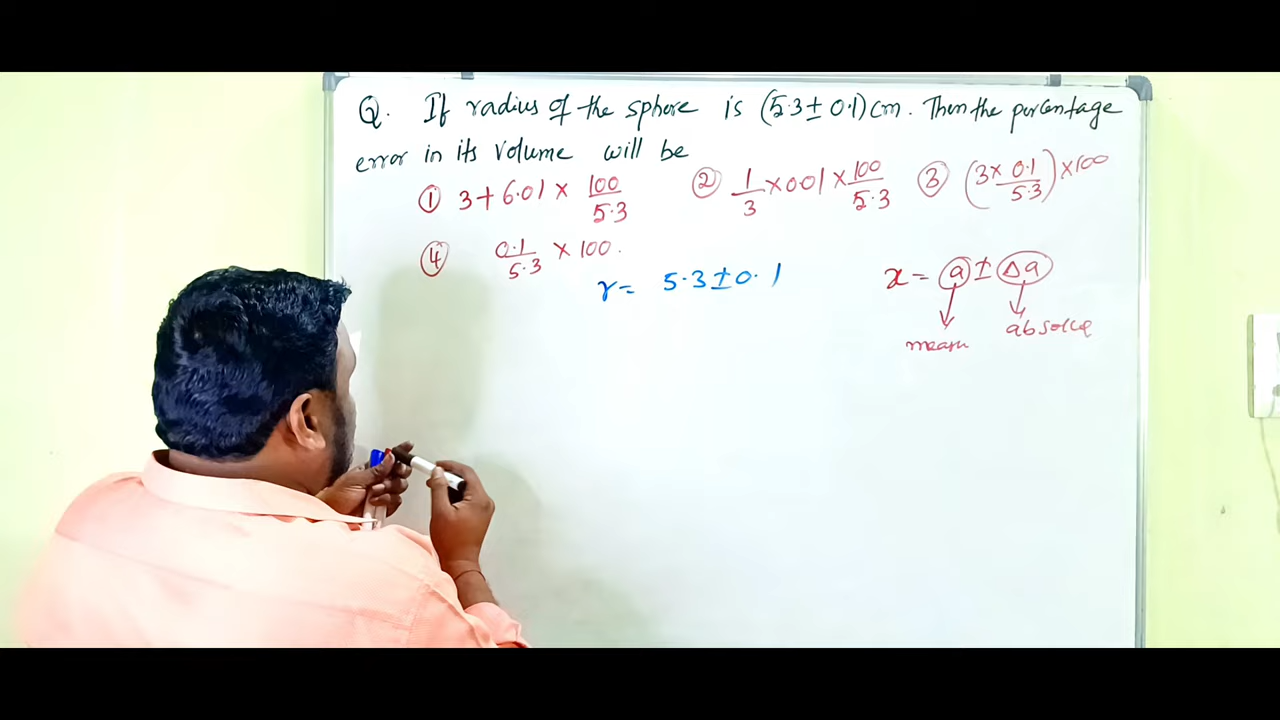 Q. If radius of the sphere is (5.3 ± 0.1) cm. Then the percentage
error in its volume will be
① 3 + 6.01 × 100/5.3 ② 1/3 × 0.01 × 100/5.3 ③ (3 × 0.1/5.3) × 100
④ 0.1/5.3 × 100.
r = 5.3 ± 0.1
x = a ± Δa
mean